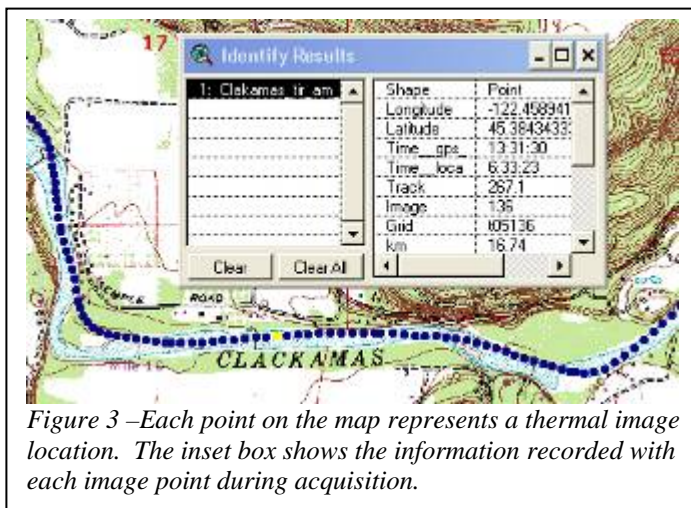 17
Identify Results
1: Clakamas_tir_am
Shape Point
Longitude -122.458941
Latitude 45.3843433
Time__gps_ 13:31:30
Time__loca 6:33:23
Track 267.1
Image 136
Grid t05136
km 16.74
Clear Clear All
ROAD
CLACKAMAS
Figure 3 –Each point on the map represents a thermal image
location.  The inset box shows the information recorded with
each image point during acquisition.